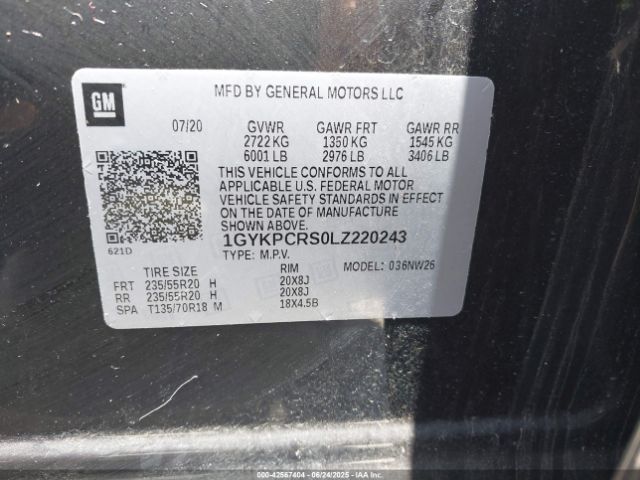 GM
MFD BY GENERAL MOTORS LLC
07/20 GVWR GAWR FRT GAWR RR
2722 KG 1350 KG 1545 KG
6001 LB 2976 LB 3406 LB
THIS VEHICLE CONFORMS TO ALL
APPLICABLE U.S. FEDERAL MOTOR
VEHICLE SAFETY STANDARDS IN EFFECT
ON THE DATE OF MANUFACTURE
SHOWN ABOVE.
621D
1GYKPCRS0LZ220243
TYPE: M.P.V. MODEL: 036NW26
TIRE SIZE RIM
FRT 235/55R20 H 20X8J
RR 235/55R20 H 20X8J
SPA T135/70R18 M 18X4.5B
000-42567404 - 06/24/2025 - IAA Holdings, LLC.